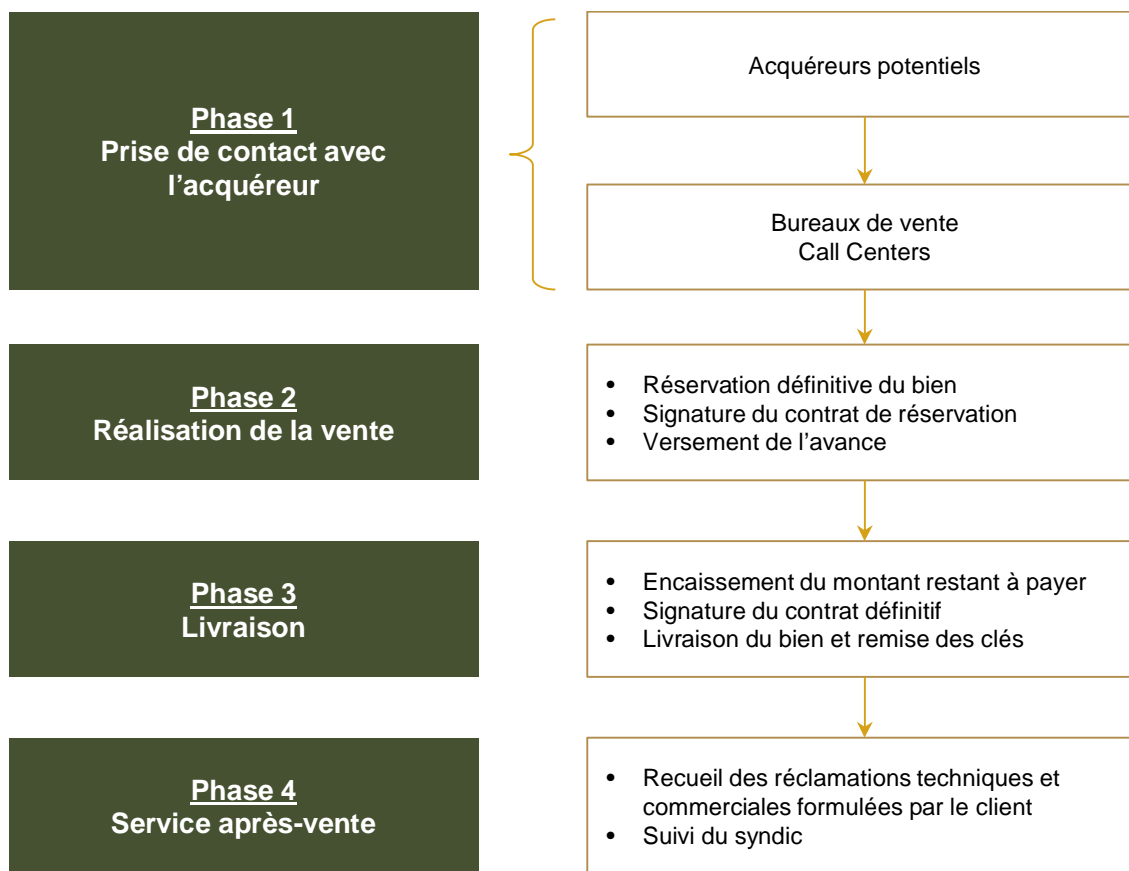 Phase 1
Prise de contact avec
l’acquéreur
Acquéreurs potentiels
Bureaux de vente
Call Centers
Phase 2
Réalisation de la vente
• Réservation définitive du bien
• Signature du contrat de réservation
• Versement de l’avance
Phase 3
Livraison
• Encaissement du montant restant à payer
• Signature du contrat définitif
• Livraison du bien et remise des clés
Phase 4
Service après-vente
• Recueil des réclamations techniques et
commerciales formulées par le client
• Suivi du syndic